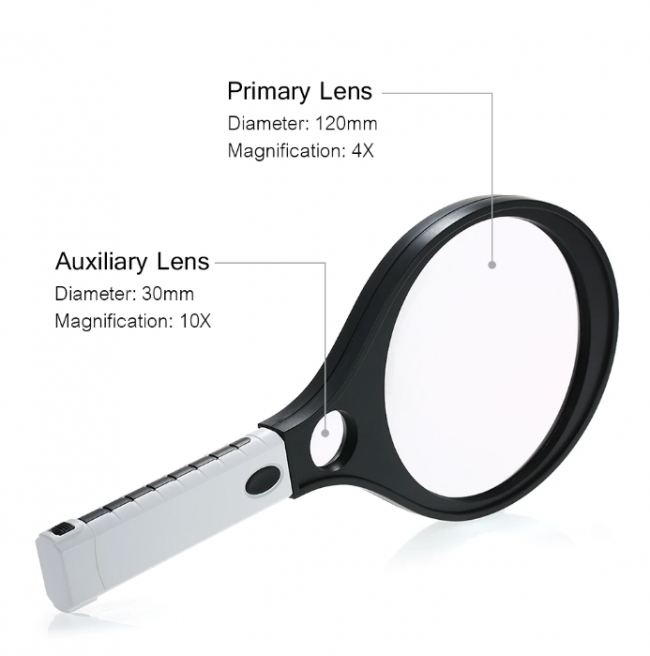 Primary Lens
Diameter: 120mm
Magnification: 4X
Auxiliary Lens
Diameter: 30mm
Magnification: 10X